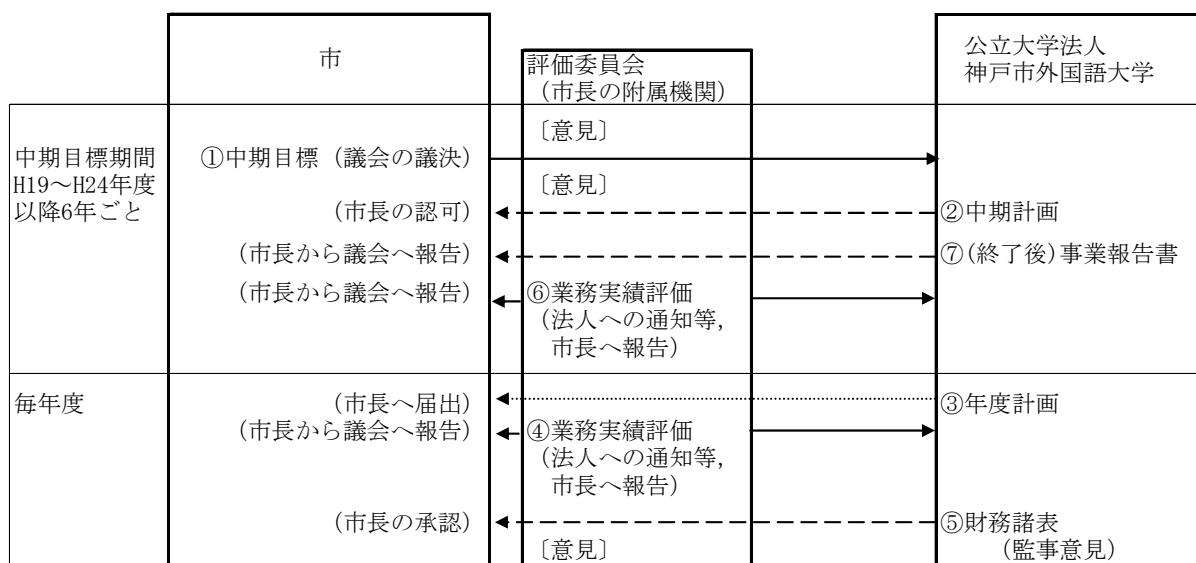 市
評価委員会
(市長の附属機関)
公立大学法人
神戸市外国語大学
中期目標期間
H19～H24年度
以降6年ごと
〔意見〕
①中期目標（議会の議決）
〔意見〕
(市長の認可)
②中期計画
(市長から議会へ報告)
⑦(終了後)事業報告書
(市長から議会へ報告)
⑥業務実績評価
(法人への通知等,
市長へ報告)
毎年度
(市長へ届出)
③年度計画
(市長から議会へ報告)
④業務実績評価
(法人への通知等,
市長へ報告)
(市長の承認)
⑤財務諸表
〔意見〕
(監事意見)